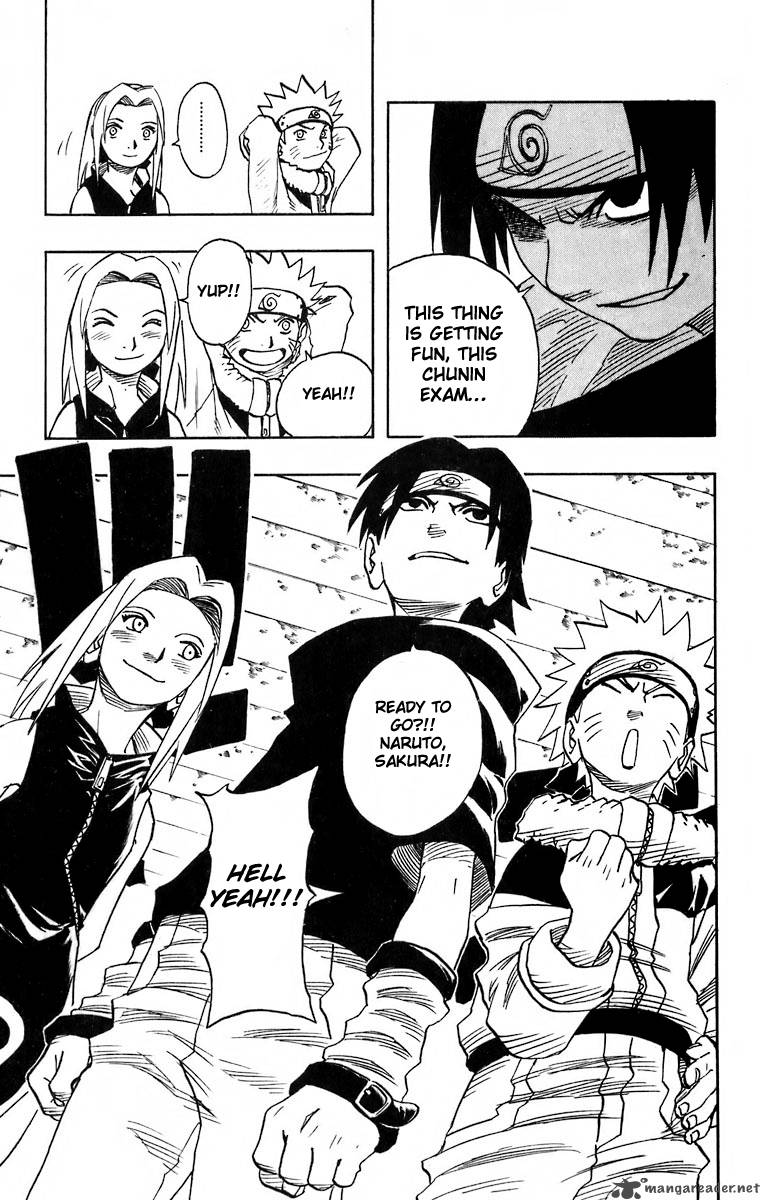 THIS THING
IS GETTING
FUN, THIS
CHUNIN
EXAM...
..........
YUP!!
YEAH!!
READY TO
GO?!!
NARUTO,
SAKURA!!
HELL
YEAH!!!
mangareader.net